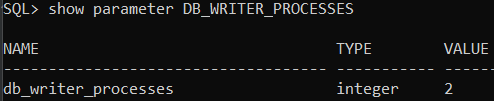 SQL> show parameter DB_WRITER_PROCESSES
NAME                                 TYPE        VALUE
------------------------------------ ----------- ------
db_writer_processes                  integer     2